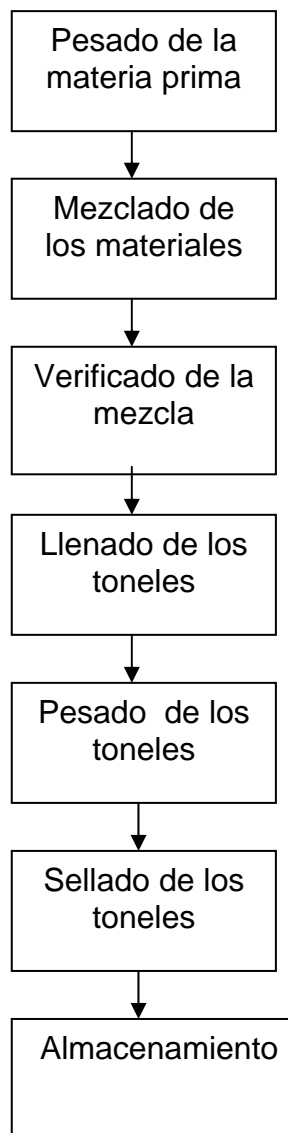 Pesado de la
materia prima
Mezclado de
los materiales
Verificado de la
mezcla
Llenado de los
toneles
Pesado  de los
toneles
Sellado de los
toneles
Almacenamiento